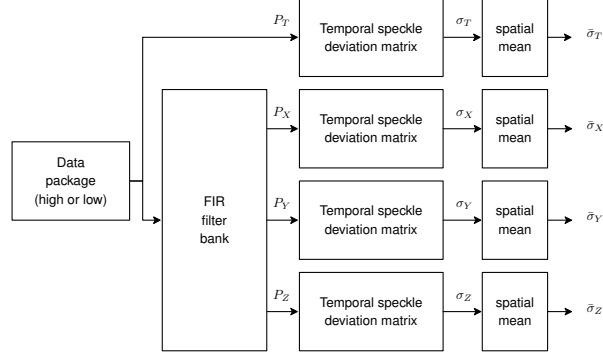 P_T
Temporal speckle
deviation matrix
σ_T
spatial
mean
σ̄_T
P_X
Temporal speckle
deviation matrix
σ_X
spatial
mean
σ̄_X
Data
package
(high or low)
FIR
filter
bank
P_Y
Temporal speckle
deviation matrix
σ_Y
spatial
mean
σ̄_Y
P_Z
Temporal speckle
deviation matrix
σ_Z
spatial
mean
σ̄_Z